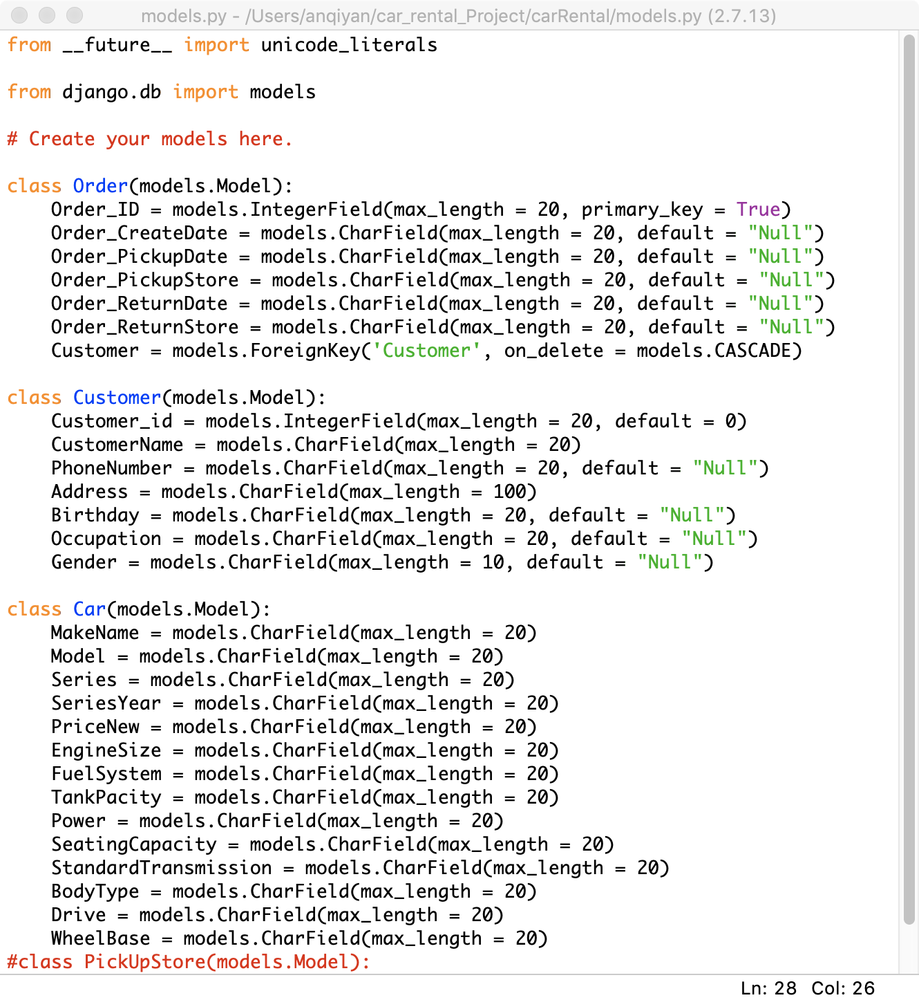 models.py - /Users/anqiyan/car_rental_Project/carRental/models.py (2.7.13)
from __future__ import unicode_literals
from django.db import models
# Create your models here.
class Order(models.Model):
    Order_ID = models.IntegerField(max_length = 20, primary_key = True)
    Order_CreateDate = models.CharField(max_length = 20, default = "Null")
    Order_PickupDate = models.CharField(max_length = 20, default = "Null")
    Order_PickupStore = models.CharField(max_length = 20, default = "Null")
    Order_ReturnDate = models.CharField(max_length = 20, default = "Null")
    Order_ReturnStore = models.CharField(max_length = 20, default = "Null")
    Customer = models.ForeignKey('Customer', on_delete = models.CASCADE)
class Customer(models.Model):
    Customer_id = models.IntegerField(max_length = 20, default = 0)
    CustomerName = models.CharField(max_length = 20)
    PhoneNumber = models.CharField(max_length = 20, default = "Null")
    Address = models.CharField(max_length = 100)
    Birthday = models.CharField(max_length = 20, default = "Null")
    Occupation = models.CharField(max_length = 20, default = "Null")
    Gender = models.CharField(max_length = 10, default = "Null")
class Car(models.Model):
    MakeName = models.CharField(max_length = 20)
    Model = models.CharField(max_length = 20)
    Series = models.CharField(max_length = 20)
    SeriesYear = models.CharField(max_length = 20)
    PriceNew = models.CharField(max_length = 20)
    EngineSize = models.CharField(max_length = 20)
    FuelSystem = models.CharField(max_length = 20)
    TankPacity = models.CharField(max_length = 20)
    Power = models.CharField(max_length = 20)
    SeatingCapacity = models.CharField(max_length = 20)
    StandardTransmission = models.CharField(max_length = 20)
    BodyType = models.CharField(max_length = 20)
    Drive = models.CharField(max_length = 20)
    WheelBase = models.CharField(max_length = 20)
#class PickUpStore(models.Model):
Ln: 28 Col: 26